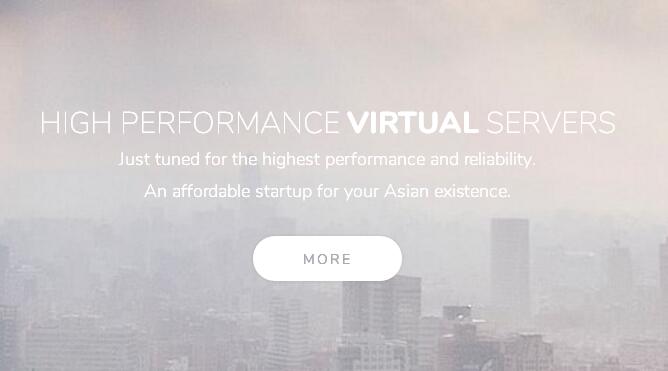 HIGH PERFORMANCE VIRTUAL SERVERS
Just tuned for the highest performance and reliability.
An affordable startup for your Asian existence.
MORE